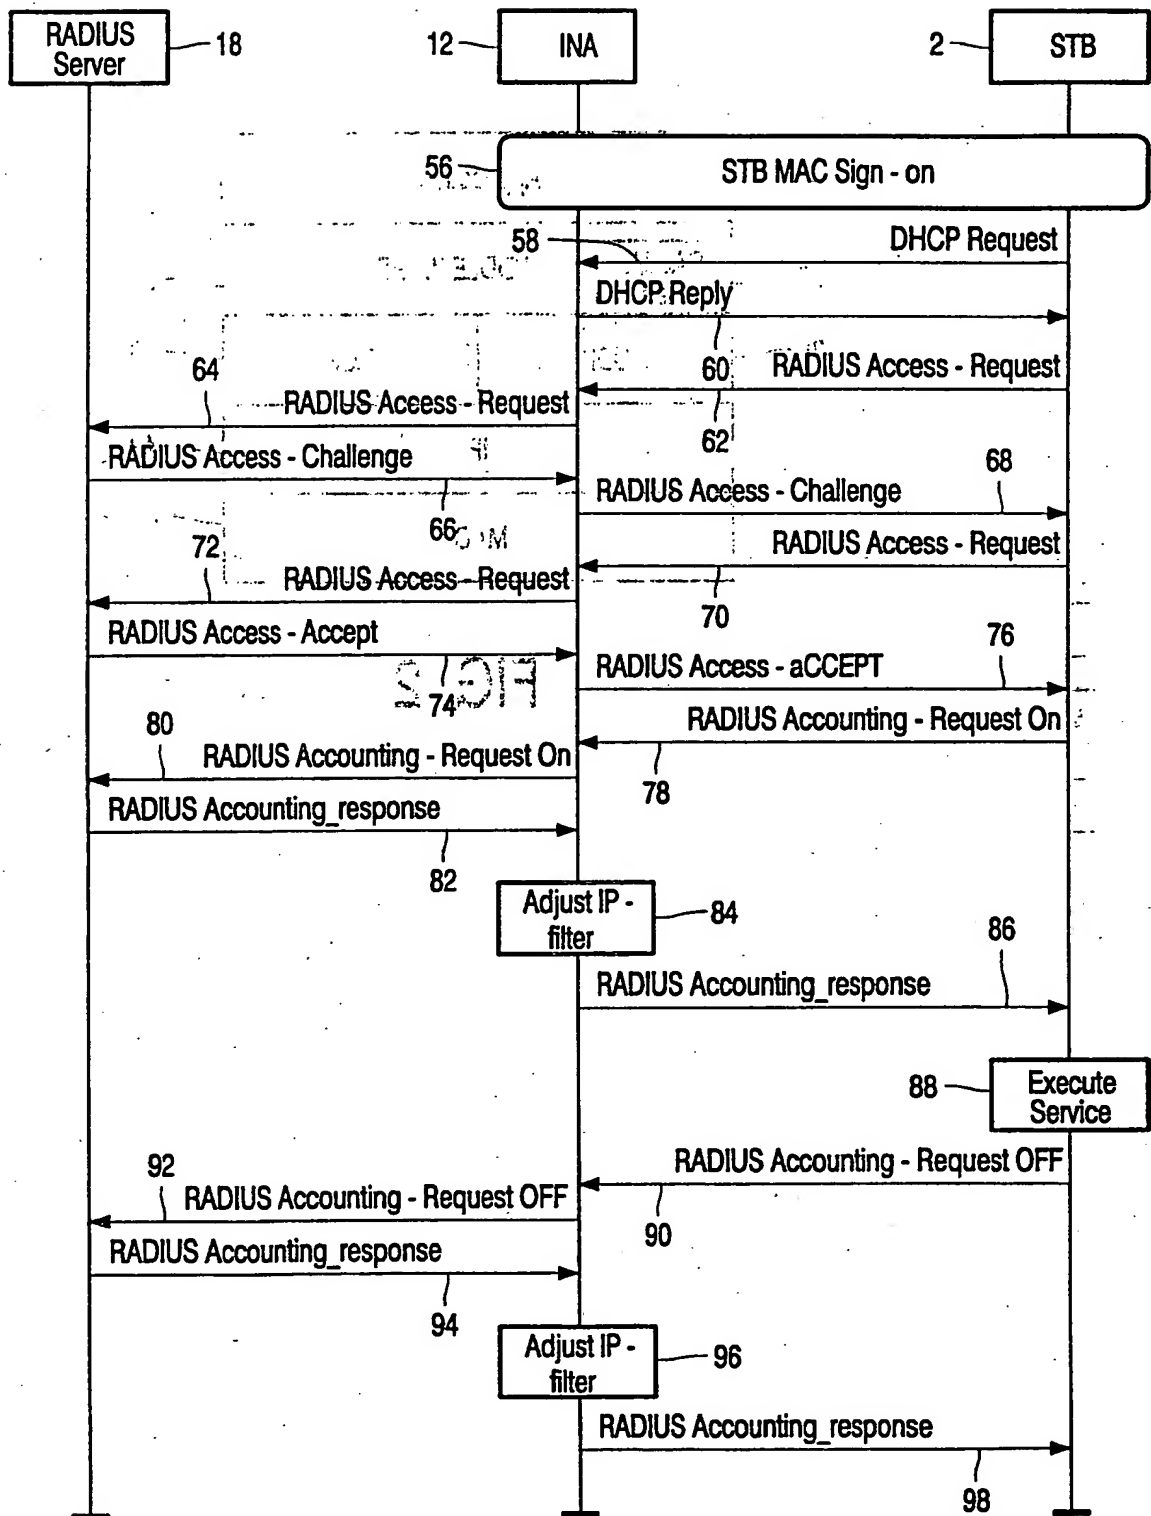 RADIUS
Server
18
12
INA
2
STB
56
STB MAC Sign - on
58
DHCP Request
DHCP Reply
60
RADIUS Access - Request
64
RADIUS Access - Request
62
RADIUS Access - Challenge
68
RADIUS Access - Challenge
66
72
RADIUS Access - Request
RADIUS Access - Request
70
RADIUS Access - Accept
76
RADIUS Access - aCCEPT
74
80
RADIUS Accounting - Request On
RADIUS Accounting - Request On
78
RADIUS Accounting_response
82
Adjust IP -
filter
84
86
RADIUS Accounting_response
88
Execute
Service
92
RADIUS Accounting - Request OFF
RADIUS Accounting - Request OFF
90
RADIUS Accounting_response
94
Adjust IP -
filter
96
RADIUS Accounting_response
98